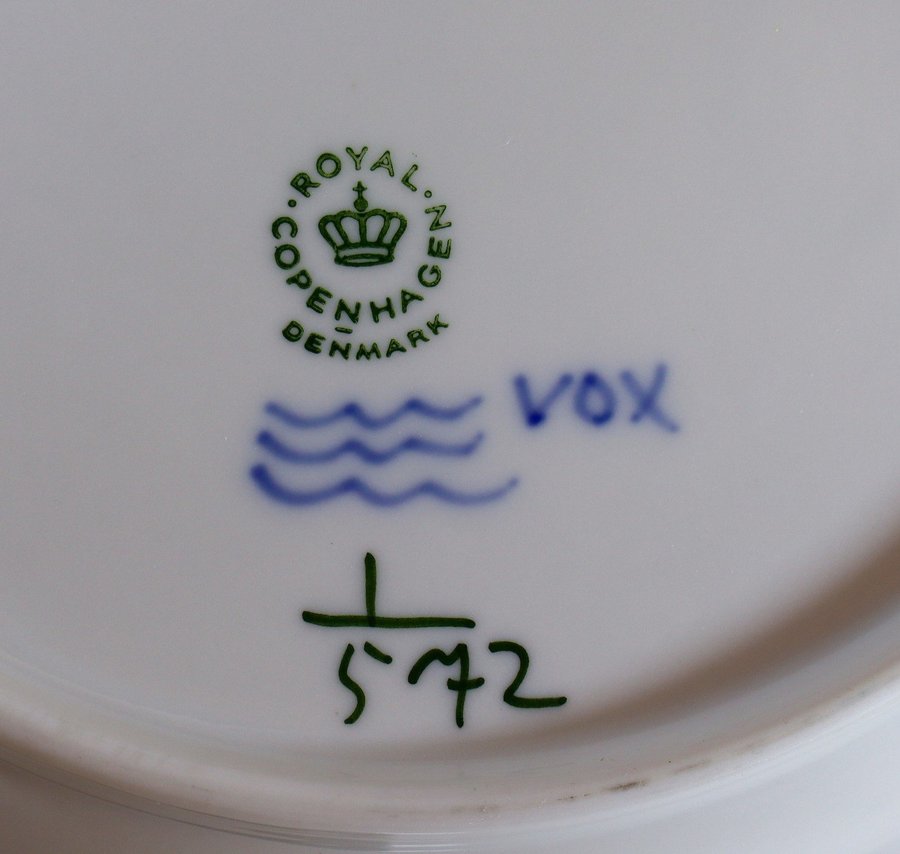 ROYAL
COPENHAGEN
DENMARK
VOX
1
572